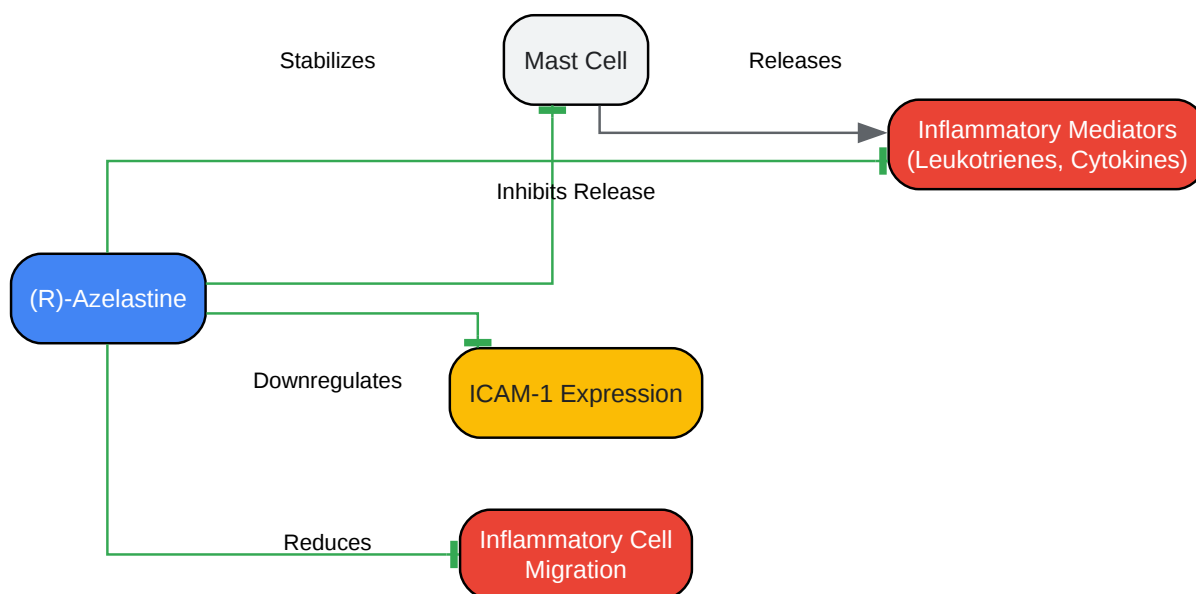 Stabilizes
Mast Cell
Releases
Inflammatory Mediators
(Leukotrienes, Cytokines)
Inhibits Release
(R)-Azelastine
Downregulates
ICAM-1 Expression
Reduces
Inflammatory Cell
Migration